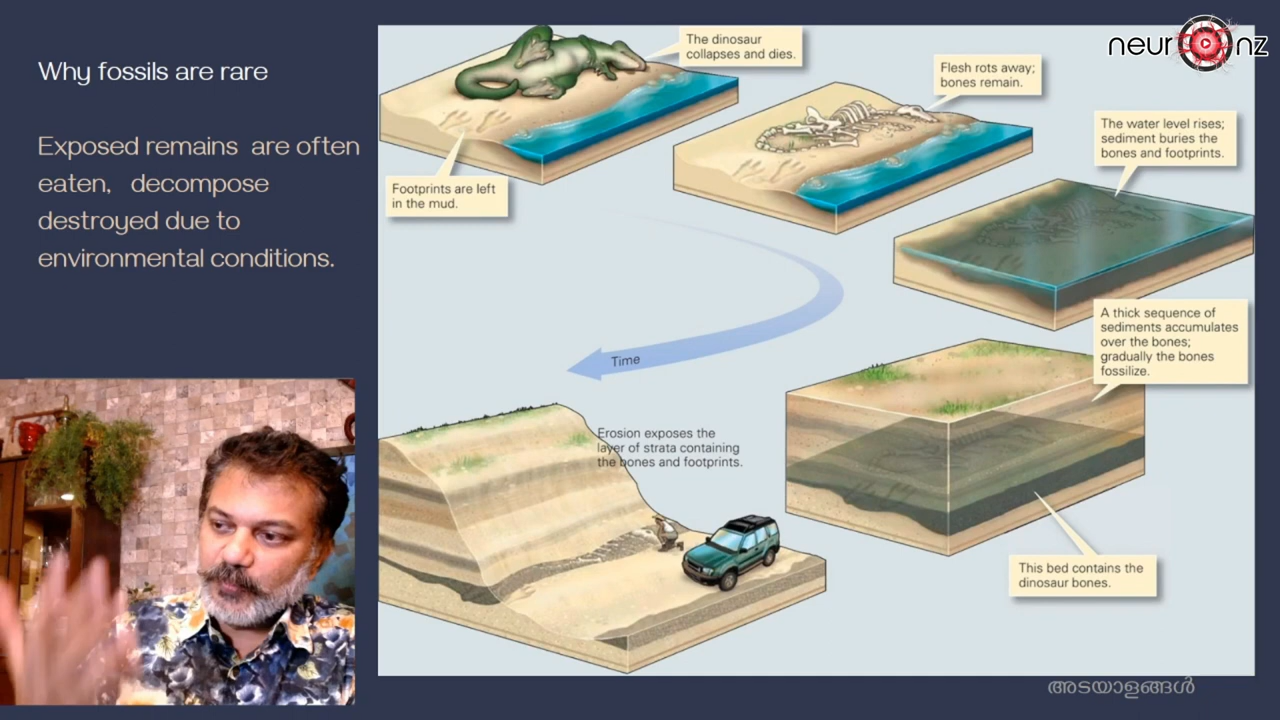 Why fossils are rare
Exposed remains are often
eaten, decompose
destroyed due to
environmental conditions.
neuronz
The dinosaur
collapses and dies.
Footprints are left
in the mud.
Flesh rots away;
bones remain.
The water level rises;
sediment buries the
bones and footprints.
A thick sequence of
sediments accumulates
over the bones;
gradually the bones
fossilize.
This bed contains the
dinosaur bones.
Time
Erosion exposes the
layer of strata containing
the bones and footprints.
അടയാളങ്ങൾ